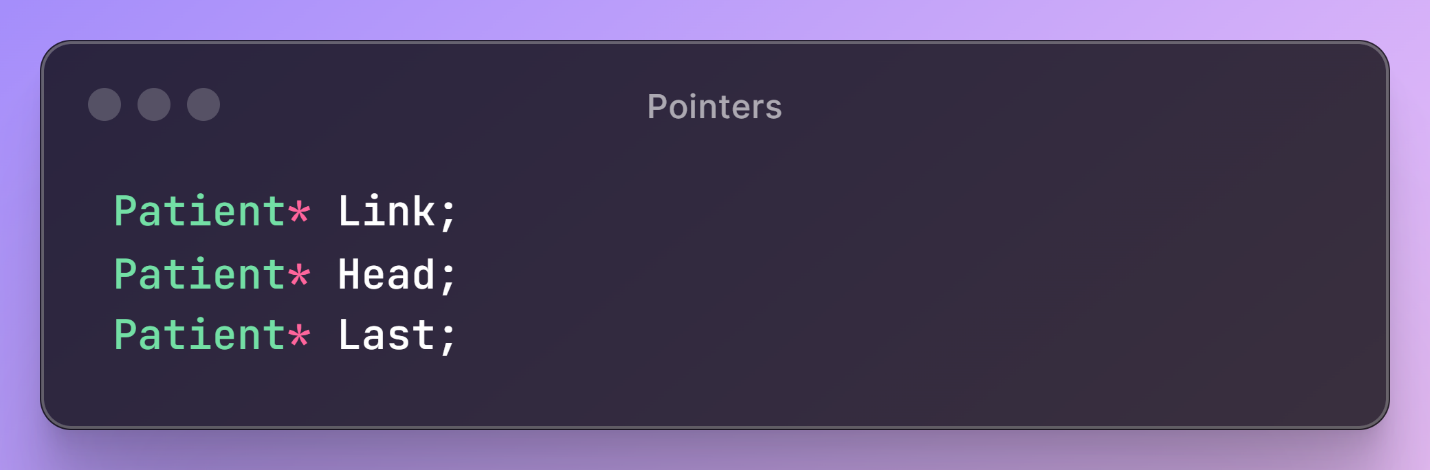 Pointers
Patient* Link;
Patient* Head;
Patient* Last;